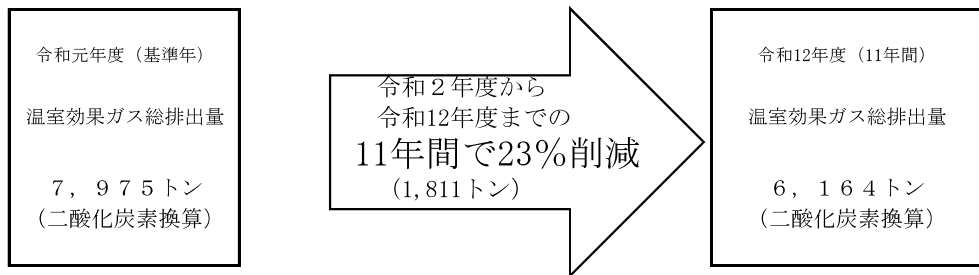 令和元年度（基準年）
温室効果ガス総排出量
７，９７５トン
（二酸化炭素換算）
令和２年度から
令和12年度までの
11年間で23％削減
（1,811トン）
令和12年度（11年間）
温室効果ガス総排出量
６，１６４トン
（二酸化炭素換算）